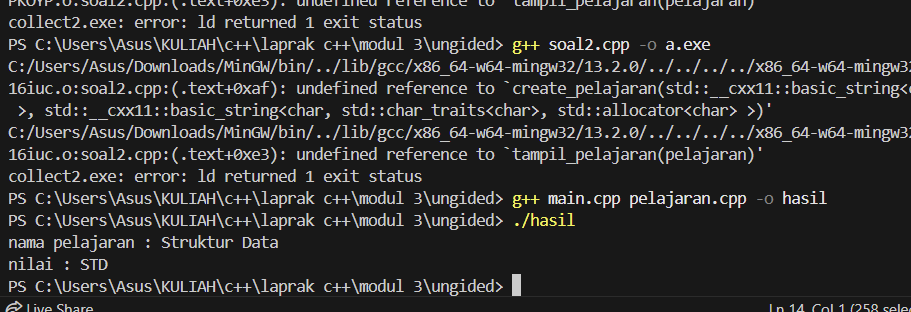 PKOYP.o:soal2.cpp:(.text+0xe3): undefined reference to `tampil_pelajaran(pelajaran)'
collect2.exe: error: ld returned 1 exit status
PS C:\Users\Asus\KULIAH\c++\laprak c++\modul 3\ungided> g++ soal2.cpp -o a.exe
C:/Users/Asus/Downloads/MinGW/bin/../lib/gcc/x86_64-w64-mingw32/13.2.0/../../../../x86_64-w64-mingw3
16iuc.o:soal2.cpp:(.text+0xaf): undefined reference to `create_pelajaran(std::__cxx11::basic_string<c
>, std::__cxx11::basic_string<char, std::char_traits<char>, std::allocator<char> >)'
C:/Users/Asus/Downloads/MinGW/bin/../lib/gcc/x86_64-w64-mingw32/13.2.0/../../../../x86_64-w64-mingw3
16iuc.o:soal2.cpp:(.text+0xe3): undefined reference to `tampil_pelajaran(pelajaran)'
collect2.exe: error: ld returned 1 exit status
PS C:\Users\Asus\KULIAH\c++\laprak c++\modul 3\ungided> g++ main.cpp pelajaran.cpp -o hasil
PS C:\Users\Asus\KULIAH\c++\laprak c++\modul 3\ungided> ./hasil
nama pelajaran : Struktur Data
nilai : STD
PS C:\Users\Asus\KULIAH\c++\laprak c++\modul 3\ungided>
Live Share Ln 14, Col 1 (258 selec